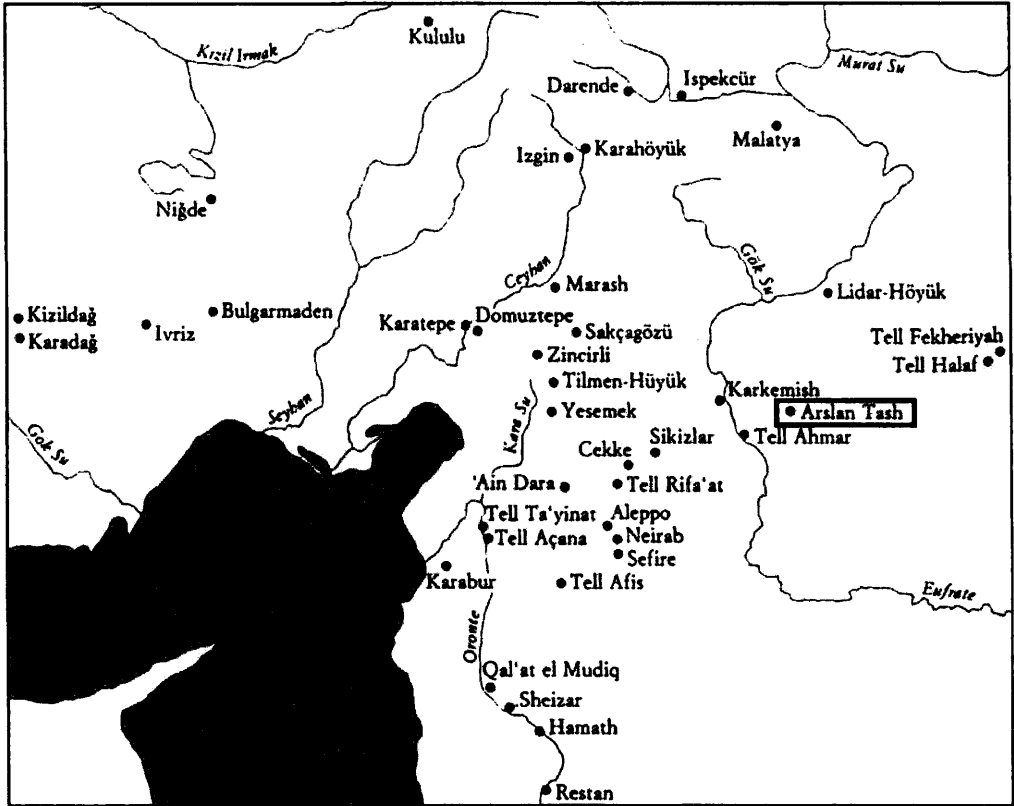 Kululu
Kızıl Irmak
Murat Su
Darende
Ispekcür
Malatya
Izgin
Karahöyük
Niğde
Gök Su
Ceyhan
Marash
Lidar-Höyük
Kizildağ
Karadağ
Ivriz
Bulgarmaden
Karatepe
Domuztepe
Sakçagözü
Tell Fekheriyah
Tell Halaf
Zincirli
Tilmen-Hüyük
Karkemish
Arslan Tash
Yesemek
Seyhan
Kara Su
Tell Ahmar
Gok Su
Sikizlar
Cekke
'Ain Dara
Tell Rifa'at
Tell Ta'yinat
Aleppo
Tell Açana
Neirab
Sefire
Karabur
Tell Afis
Eufrate
Oronte
Qal'at el Mudiq
Sheizar
Hamath
Restan